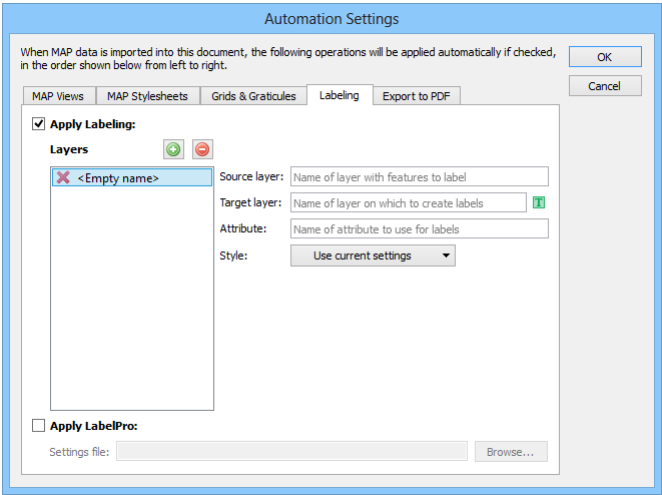 Automation Settings
When MAP data is imported into this document, the following operations will be applied automatically if checked,
in the order shown below from left to right.
OK
Cancel
MAP Views MAP Stylesheets Grids & Graticules Labeling Export to PDF
Apply Labeling:
Layers
<Empty name>
Source layer: Name of layer with features to label
Target layer: Name of layer on which to create labels T
Attribute: Name of attribute to use for labels
Style: Use current settings
Apply LabelPro:
Settings file: Browse...